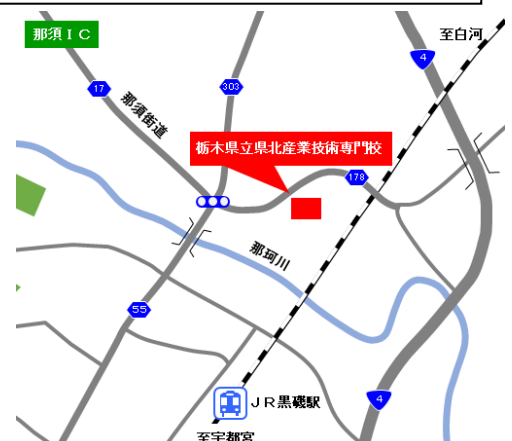 那須ＩＣ
至白河
4
17
303
那須街道
栃木県立県北産業技術専門校
178
那珂川
55
4
ＪＲ黒磯駅
至宇都宮